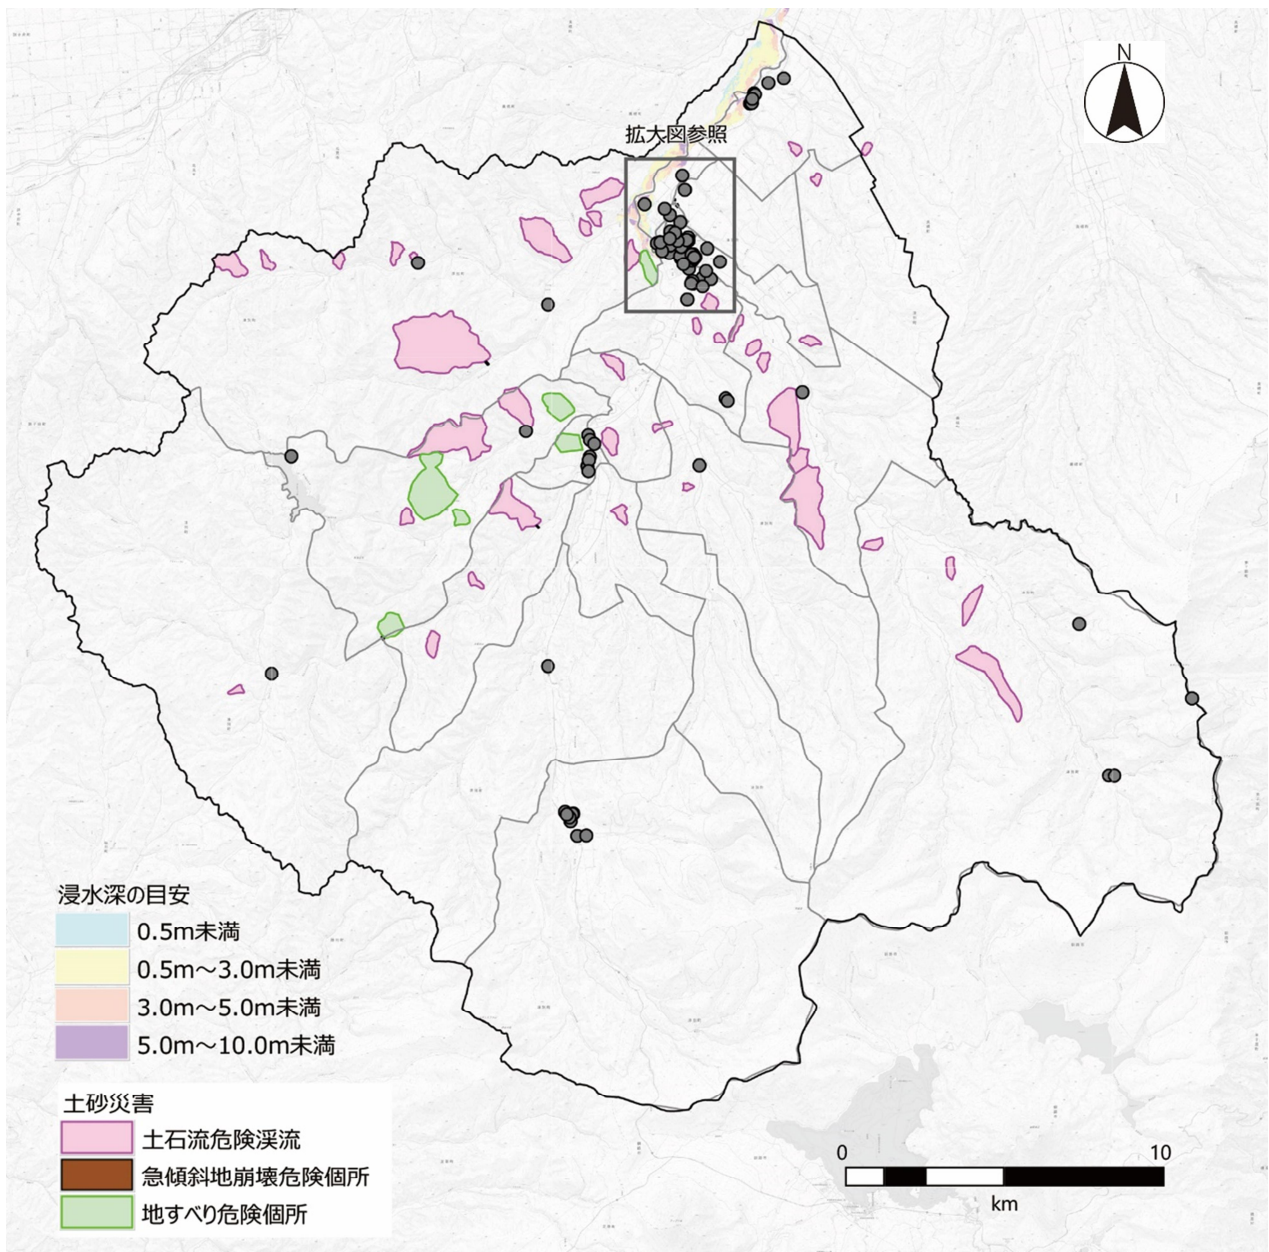 N
拡大図参照
浸水深の目安
0.5m未満
0.5m～3.0m未満
3.0m～5.0m未満
5.0m～10.0m未満
土砂災害
土石流危険渓流
急傾斜地崩壊危険個所
地すべり危険個所
0
10
km